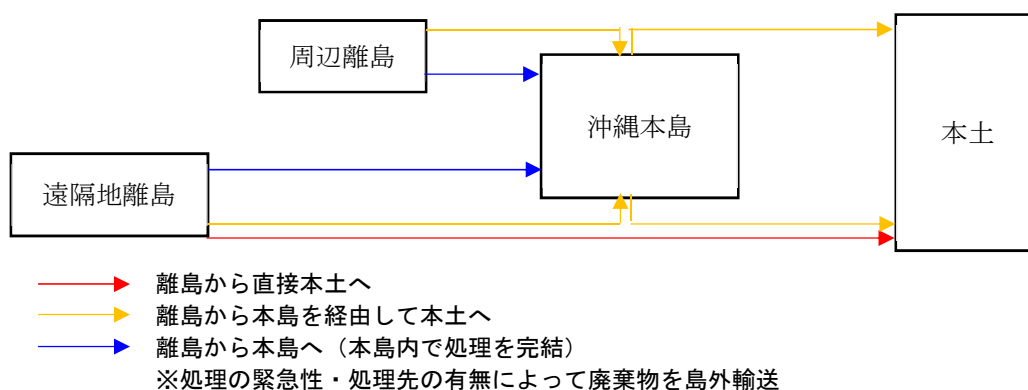 周辺離島
沖縄本島
本土
遠隔地離島
離島から直接本土へ
離島から本島を経由して本土へ
離島から本島へ（本島内で処理を完結）
※処理の緊急性・処理先の有無によって廃棄物を島外輸送